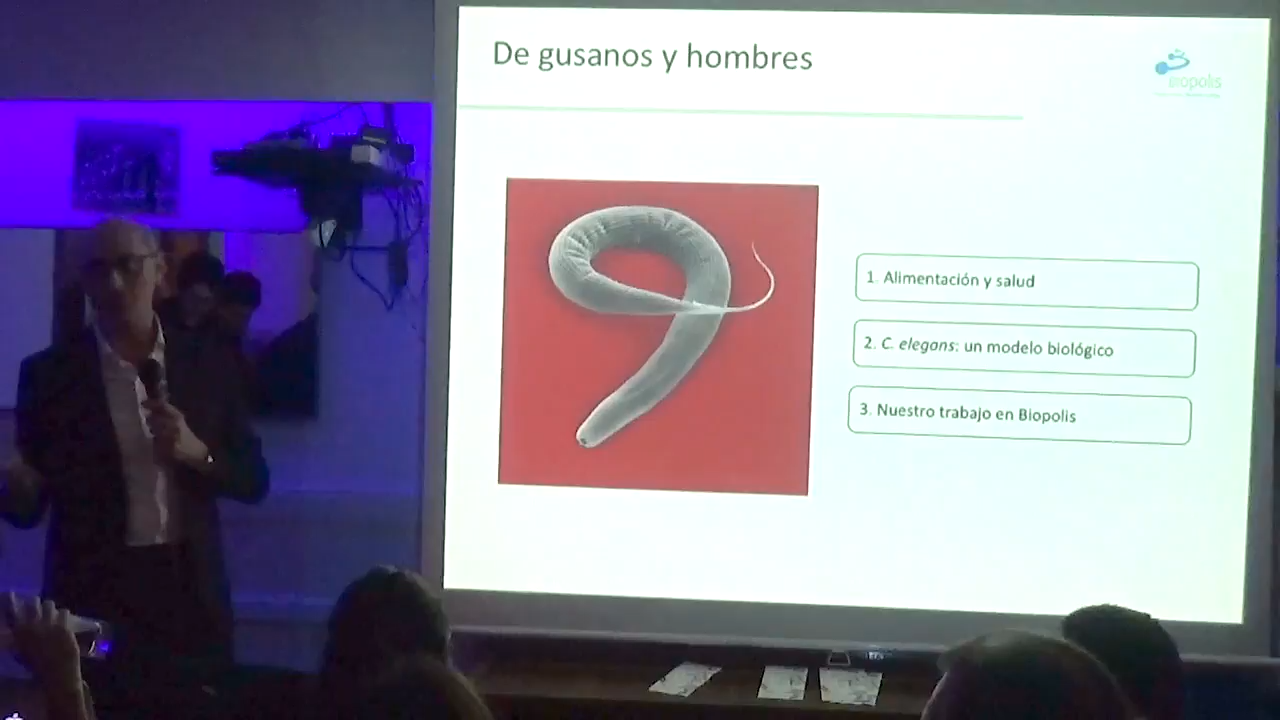 De gusanos y hombres
Biopolis
1. Alimentación y salud
2. C. elegans: un modelo biológico
3. Nuestro trabajo en Biopolis